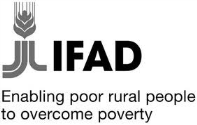 IFAD
Enabling poor rural people
to overcome poverty